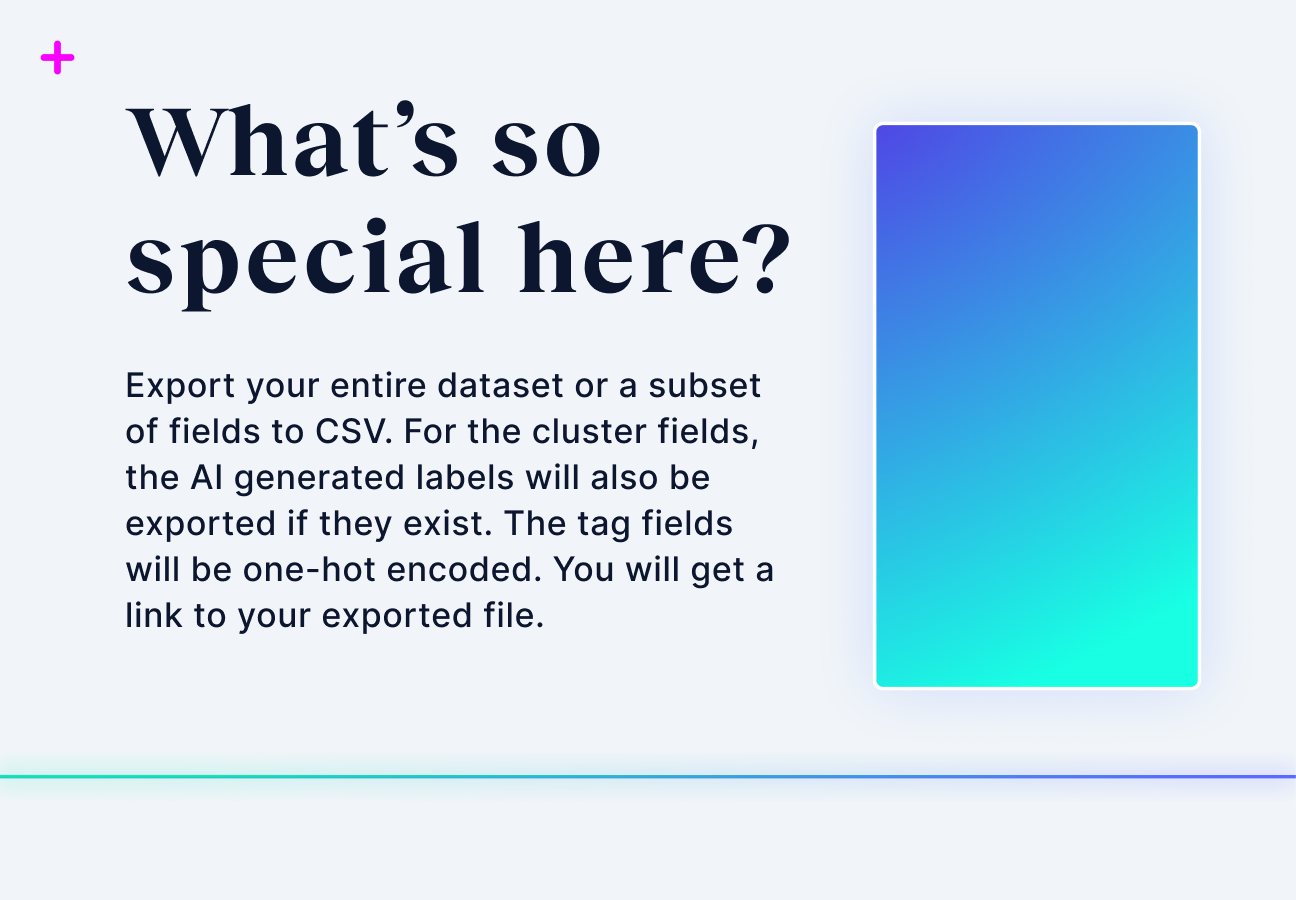 What’s so
special here?
Export your entire dataset or a subset
of fields to CSV. For the cluster fields,
the AI generated labels will also be
exported if they exist. The tag fields
will be one-hot encoded. You will get a
link to your exported file.